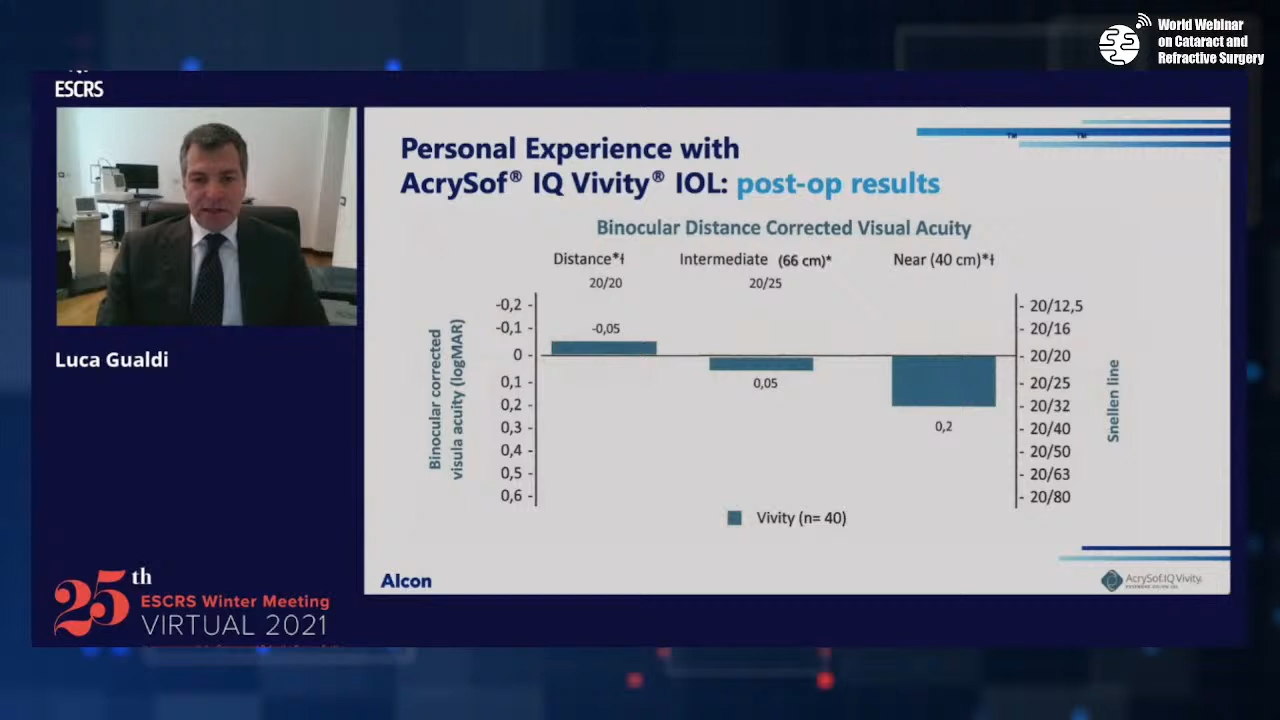 World Webinar
on Cataract and
Refractive Surgery
ESCRS
Luca Gualdi
25th
ESCRS Winter Meeting
VIRTUAL 2021
Personal Experience with
AcrySof® IQ Vivity® IOL: post-op results
™ ™
Binocular Distance Corrected Visual Acuity
Distance*ƚ Intermediate (66 cm)* Near (40 cm)*ƚ
20/20 20/25
Binocular corrected
visula acuity (logMAR)
-0,2
-0,1
0
0,1
0,2
0,3
0,4
0,5
0,6
-0,05
0,05
0,2
20/12,5
20/16
20/20
20/25
20/32
20/40
20/50
20/63
20/80
Snellen line
Vivity (n= 40)
Alcon
AcrySof IQ Vivity